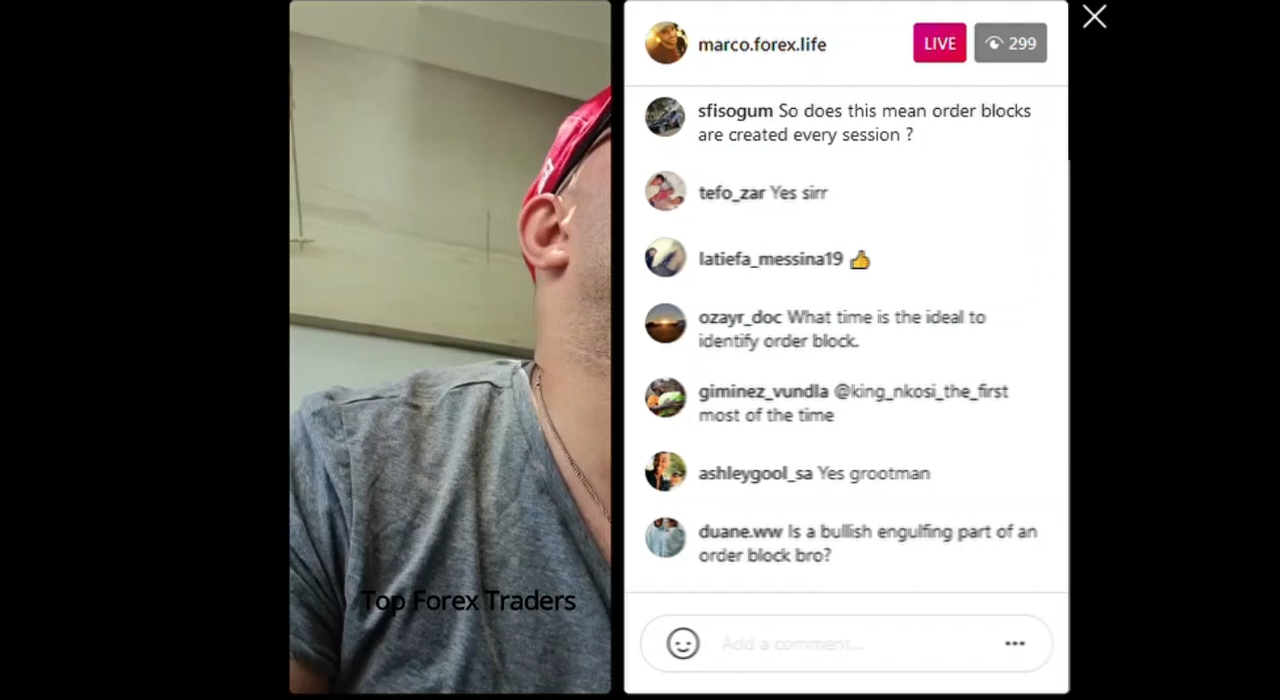 marco.forex.life
LIVE
299
sfisogum So does this mean order blocks
are created every session ?
tefo_zar Yes sirr
latiefa_messina19 👍
ozayr_doc What time is the ideal to
identify order block.
giminez_vundla @king_nkosi_the_first
most of the time
ashleygool_sa Yes grootman
duane.ww Is a bullish engulfing part of an
order block bro?
Add a comment...
Top Forex Traders